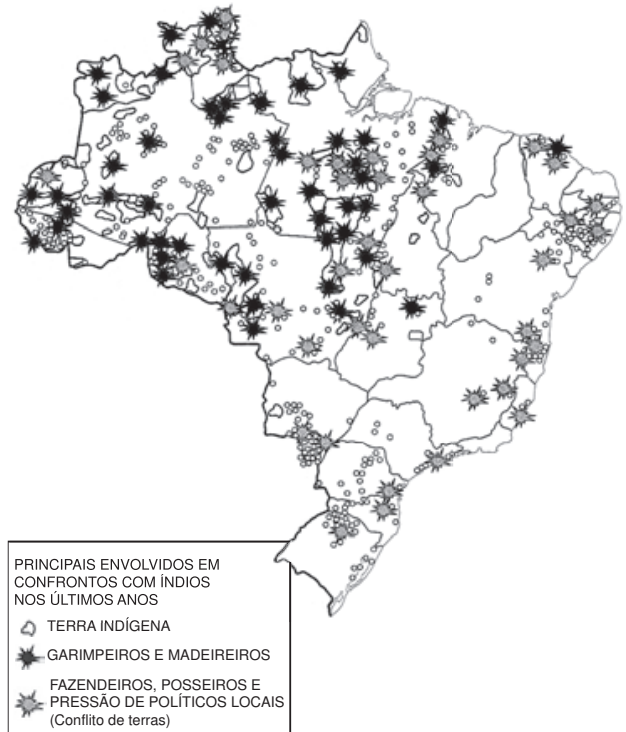 PRINCIPAIS ENVOLVIDOS EM
CONFRONTOS COM ÍNDIOS
NOS ÚLTIMOS ANOS
TERRA INDÍGENA
GARIMPEIROS E MADEIREIROS
FAZENDEIROS, POSSEIROS E
PRESSÃO DE POLÍTICOS LOCAIS
(Conflito de terras)